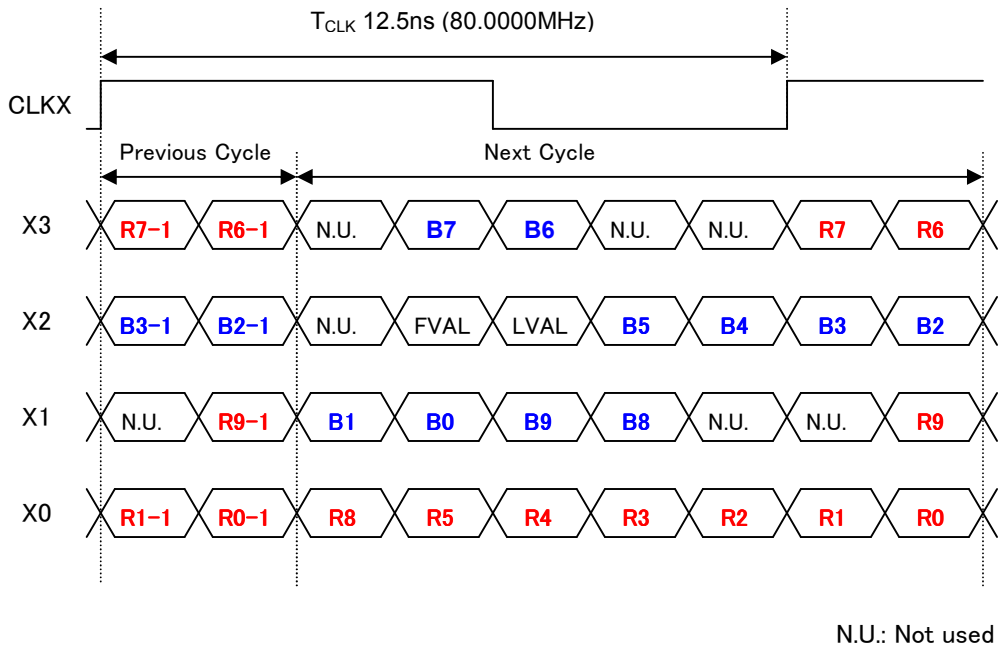 TCLK 12.5ns (80.0000MHz)
CLKX
Previous Cycle Next Cycle
X3 R7-1 R6-1 N.U. B7 B6 N.U. N.U. R7 R6
X2 B3-1 B2-1 N.U. FVAL LVAL B5 B4 B3 B2
X1 N.U. R9-1 B1 B0 B9 B8 N.U. N.U. R9
X0 R1-1 R0-1 R8 R5 R4 R3 R2 R1 R0
N.U.: Not used